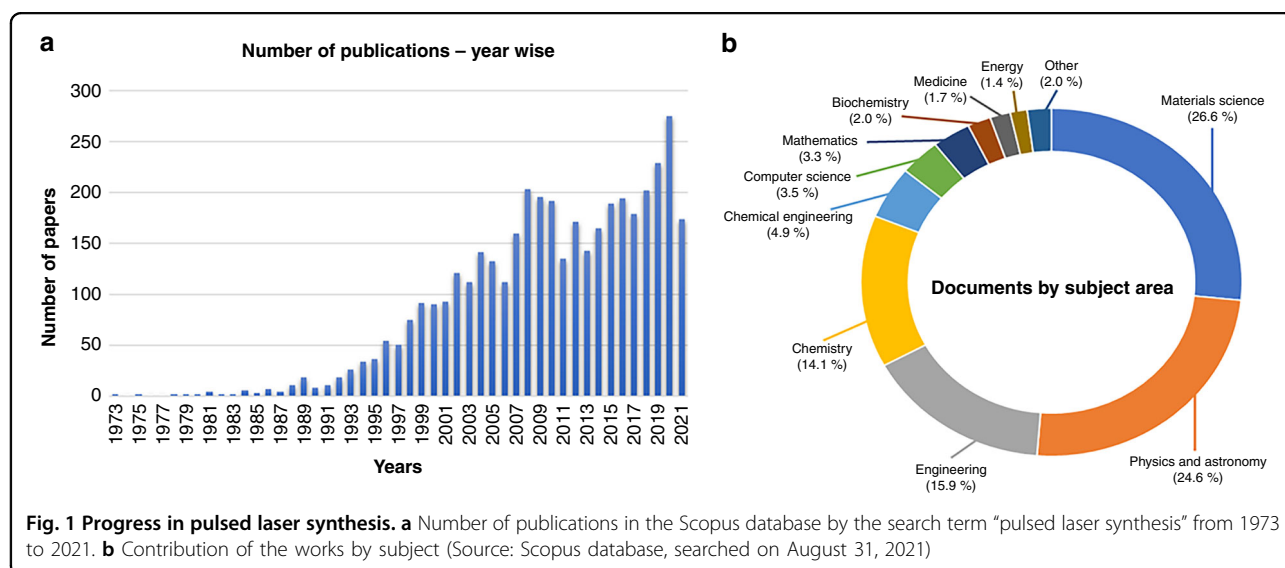 a
Number of publications – year wise
Number of papers
300
250
200
150
100
50
0
1973
1975
1977
1979
1981
1983
1985
1987
1989
1991
1993
1995
1997
1999
2001
2003
2005
2007
2009
2011
2013
2015
2017
2019
2021
Years
b
Documents by subject area
Materials science
(26.6 %)
Physics and astronomy
(24.6 %)
Engineering
(15.9 %)
Chemistry
(14.1 %)
Chemical engineering
(4.9 %)
Computer science
(3.5 %)
Mathematics
(3.3 %)
Biochemistry
(2.0 %)
Medicine
(1.7 %)
Energy
(1.4 %)
Other
(2.0 %)
Fig. 1 Progress in pulsed laser synthesis. a Number of publications in the Scopus database by the search term “pulsed laser synthesis” from 1973
to 2021. b Contribution of the works by subject (Source: Scopus database, searched on August 31, 2021)